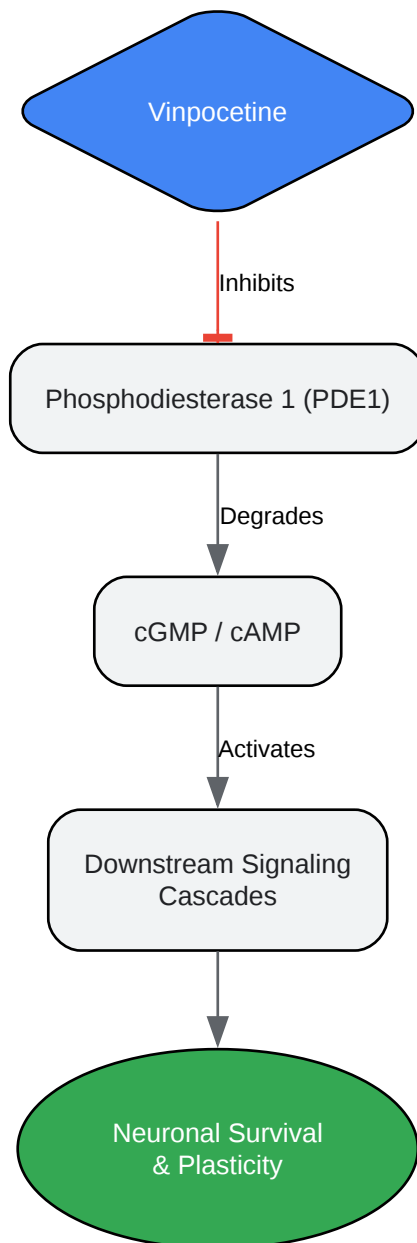 Vinpocetine
Inhibits
Phosphodiesterase 1 (PDE1)
Degrades
cGMP / cAMP
Activates
Downstream Signaling
Cascades
Neuronal Survival
& Plasticity